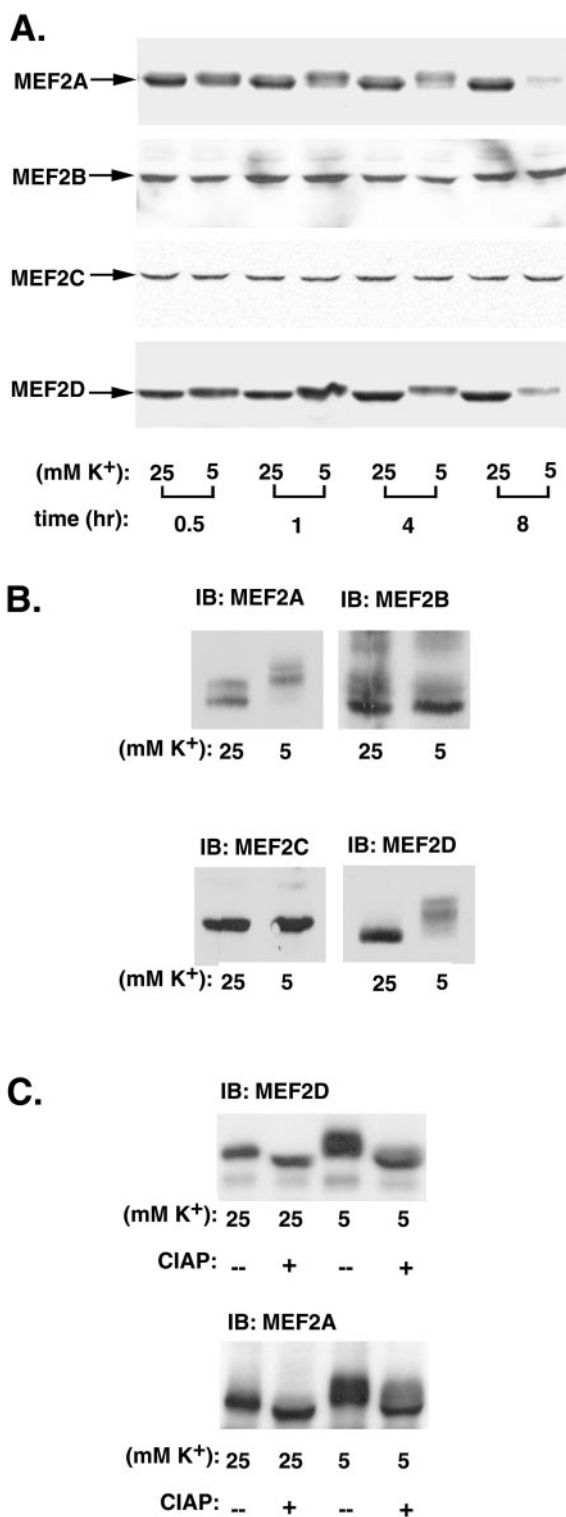 A.
MEF2A
MEF2B
MEF2C
MEF2D
(mM K+): 25 5 25 5 25 5 25 5
time (hr): 0.5 1 4 8
B.
IB: MEF2A IB: MEF2B
(mM K+): 25 5 25 5
IB: MEF2C IB: MEF2D
(mM K+): 25 5 25 5
C.
IB: MEF2D
(mM K+): 25 25 5 5
CIAP: -- + -- +
IB: MEF2A
(mM K+): 25 25 5 5
CIAP: -- + -- +